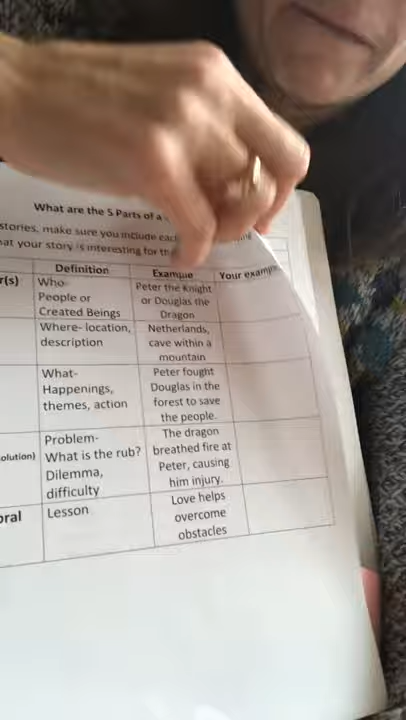 What are the 5 Parts of a
stories, make sure you include each
hat your story is interesting for the
r(s) Definition Example Your example
Who-
People or
Created Beings
Peter the Knight
or Douglas the
Dragon
Where- location,
description
Netherlands,
cave within a
mountain
What-
Happenings,
themes, action
Peter fought
Douglas in the
forest to save
the people.
olution)
Problem-
What is the rub?
Dilemma,
difficulty
The dragon
breathed fire at
Peter, causing
him injury.
oral
Lesson
Love helps
overcome
obstacles